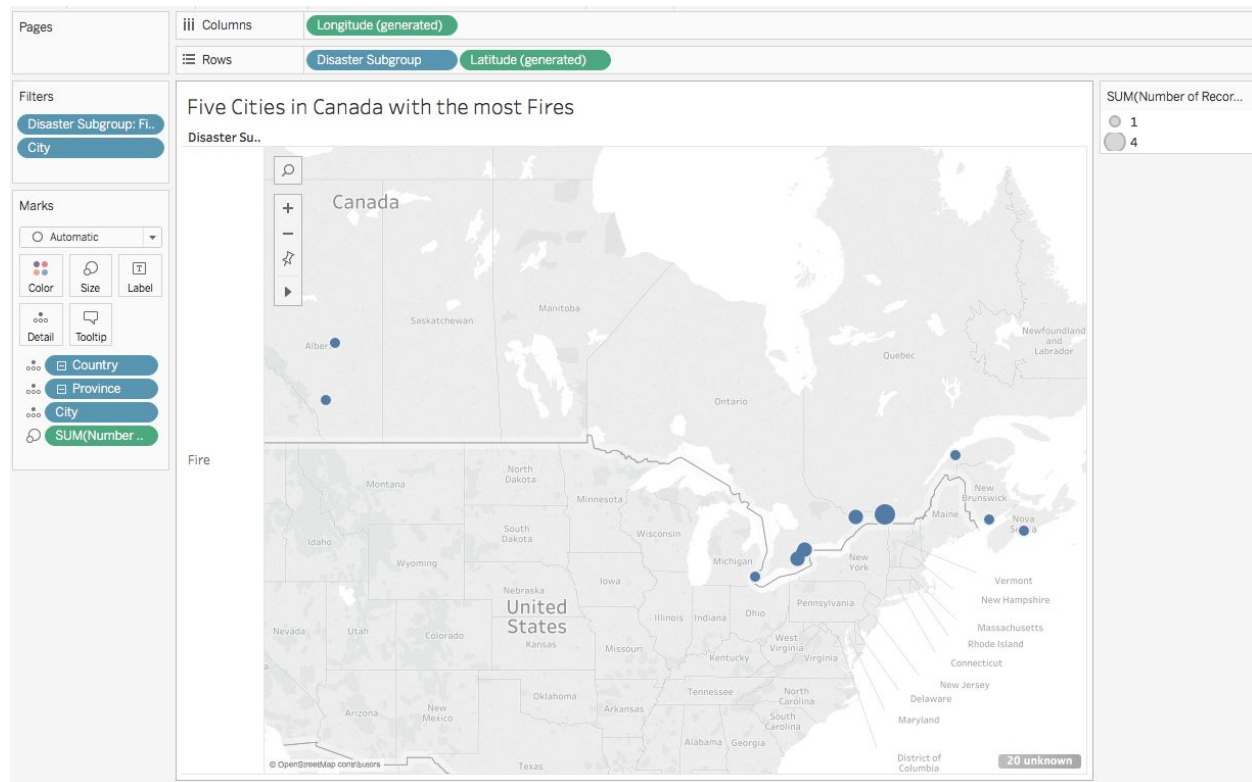 Pages
iii Columns
Longitude (generated)
Rows
Disaster Subgroup
Latitude (generated)
Filters
Disaster Subgroup: Fi..
City
Marks
Automatic
Color
Size
Label
Detail
Tooltip
Country
Province
City
SUM(Number ..
Five Cities in Canada with the most Fires
Disaster Su..
Fire
Canada
Alber
Saskatchewan
Manitoba
Ontario
Quebec
Newfoundland
and
Labrador
New
Brunswick
Nova
Maine
Montana
North
Dakota
Minnesota
South
Dakota
Wisconsin
Michigan
New
York
Idaho
Wyoming
Iowa
Nebraska
United
States
Illinois
Indiana
Ohio
Pennsylvania
Nevada
Utah
Colorado
Kansas
Missouri
West
Virginia
Kentucky
Virginia
Arizona
New
Mexico
Oklahoma
Arkansas
Tennessee
North
Carolina
South
Carolina
Alabama
Georgia
Texas
Vermont
New Hampshire
Massachusetts
Rhode Island
Connecticut
New Jersey
Delaware
Maryland
District of
Columbia
© OpenStreetMap contributors
20 unknown
SUM(Number of Recor...
1
4